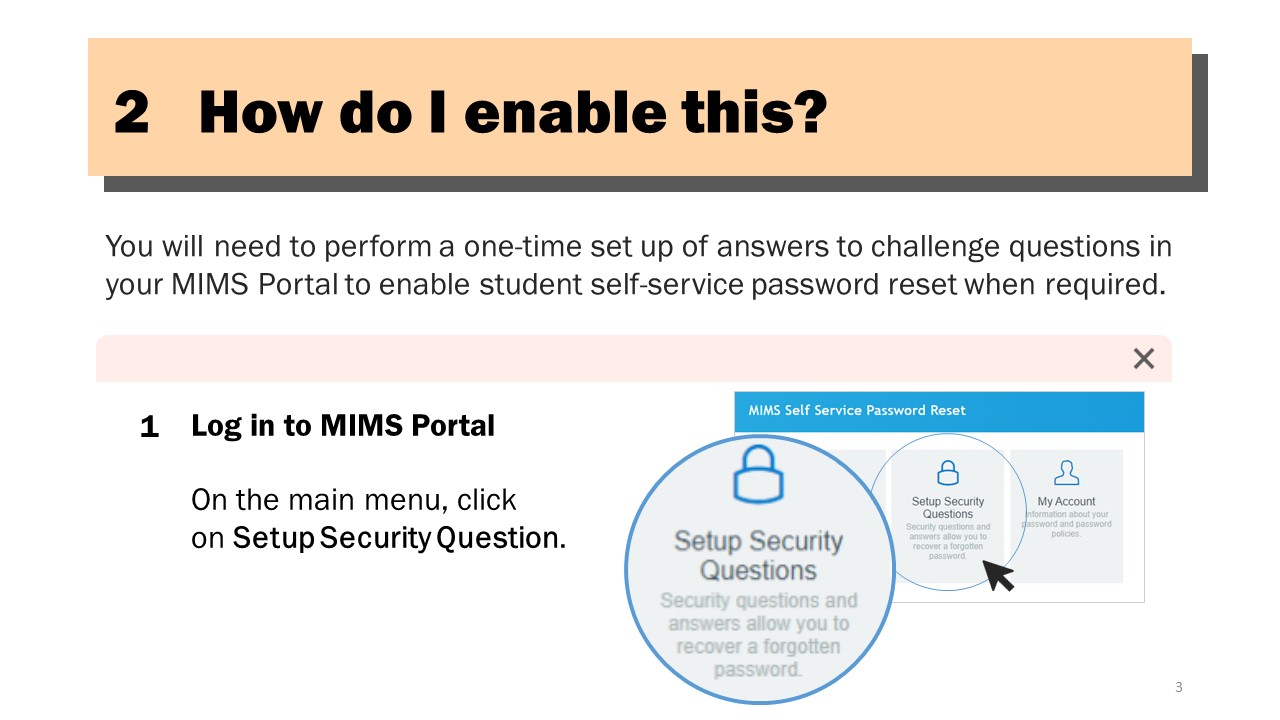 2 How do I enable this?
You will need to perform a one-time set up of answers to challenge questions in
your MIMS Portal to enable student self-service password reset when required.
1 Log in to MIMS Portal
On the main menu, click
on Setup Security Question.
MIMS Self Service Password Reset
Setup Security
Questions
Security questions and
answers allow you to
recover a forgotten
password.
Setup Security
Questions
Security questions and
answers allow you to
recover a forgotten
password.
My Account
Information about your
password and password
policies.
3